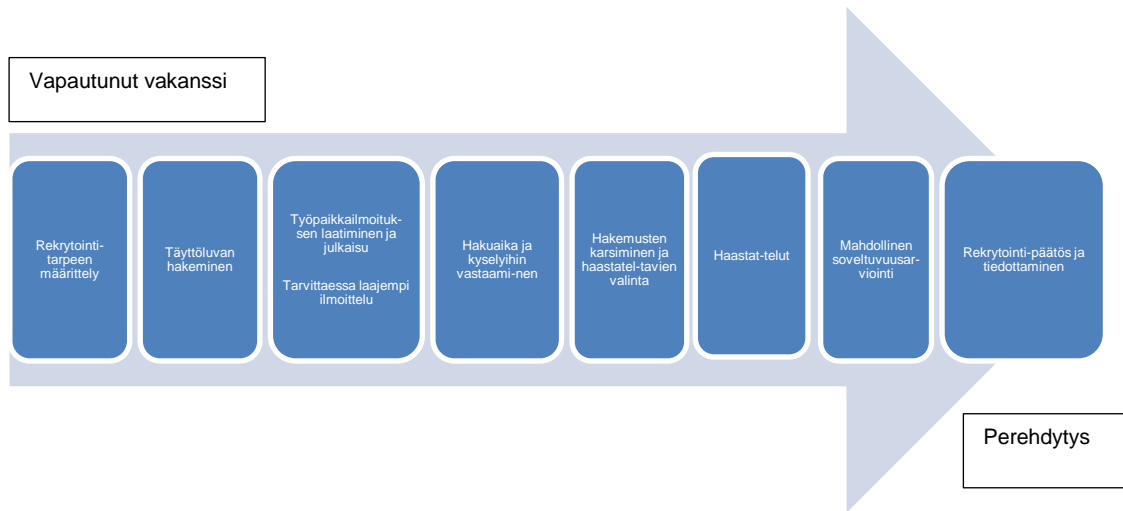 Vapautunut vakanssi
Rekrytointi-
tarpeen
määrittely
Täyttöluvan
hakeminen
Työpaikkailmoituk-
sen laatiminen ja
julkaisu
Tarvittaessa laajempi
ilmoittelu
Hakuaika ja
kyselyihin
vastaami-nen
Hakemusten
karsiminen ja
haastatel-tavien
valinta
Haastat-telut
Mahdollinen
soveltuvuusar-
viointi
Rekrytointi-päätös ja
tiedottaminen
Perehdytys